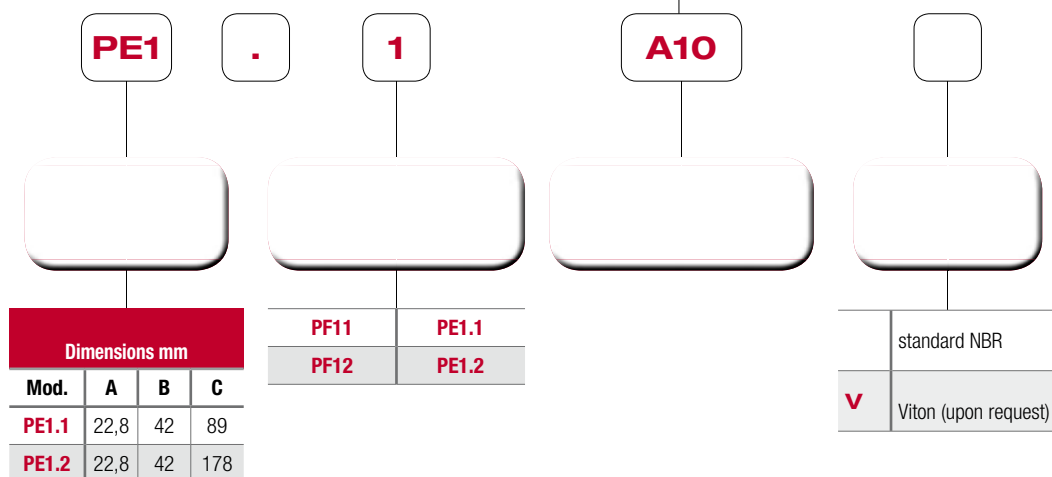 PE1 . 1 A10
Dimensions mm
Mod. A B C
PE1.1 22,8 42 89
PE1.2 22,8 42 178
PF11 PE1.1
PF12 PE1.2
standard NBR
V Viton (upon request)